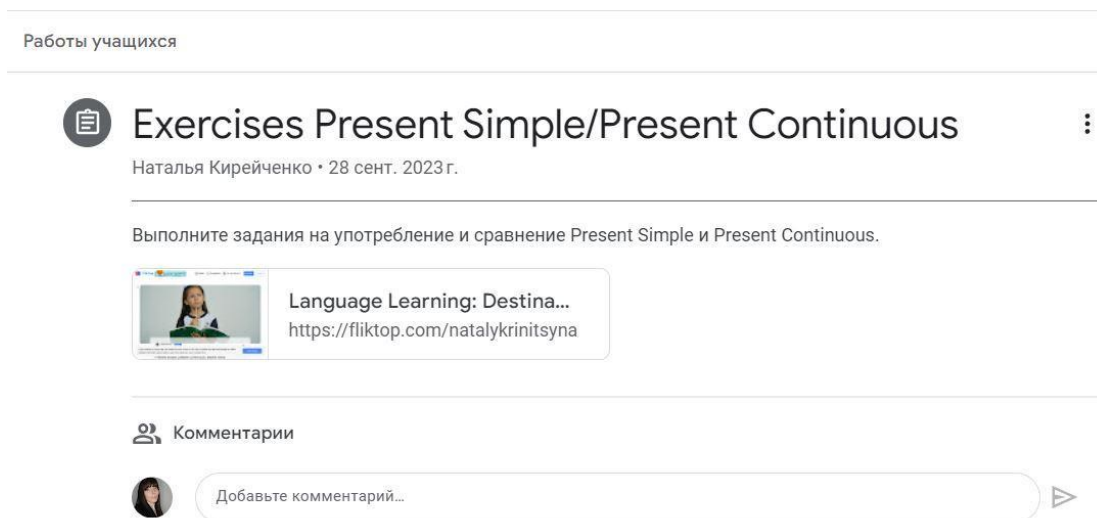 Работы учащихся
Exercises Present Simple/Present Continuous
Наталья Кирейченко • 28 сент. 2023 г.
Выполните задания на употребление и сравнение Present Simple и Present Continuous.
Language Learning: Destina...
https://fliktop.com/natalykrinitsyna
Комментарии
Добавьте комментарий...